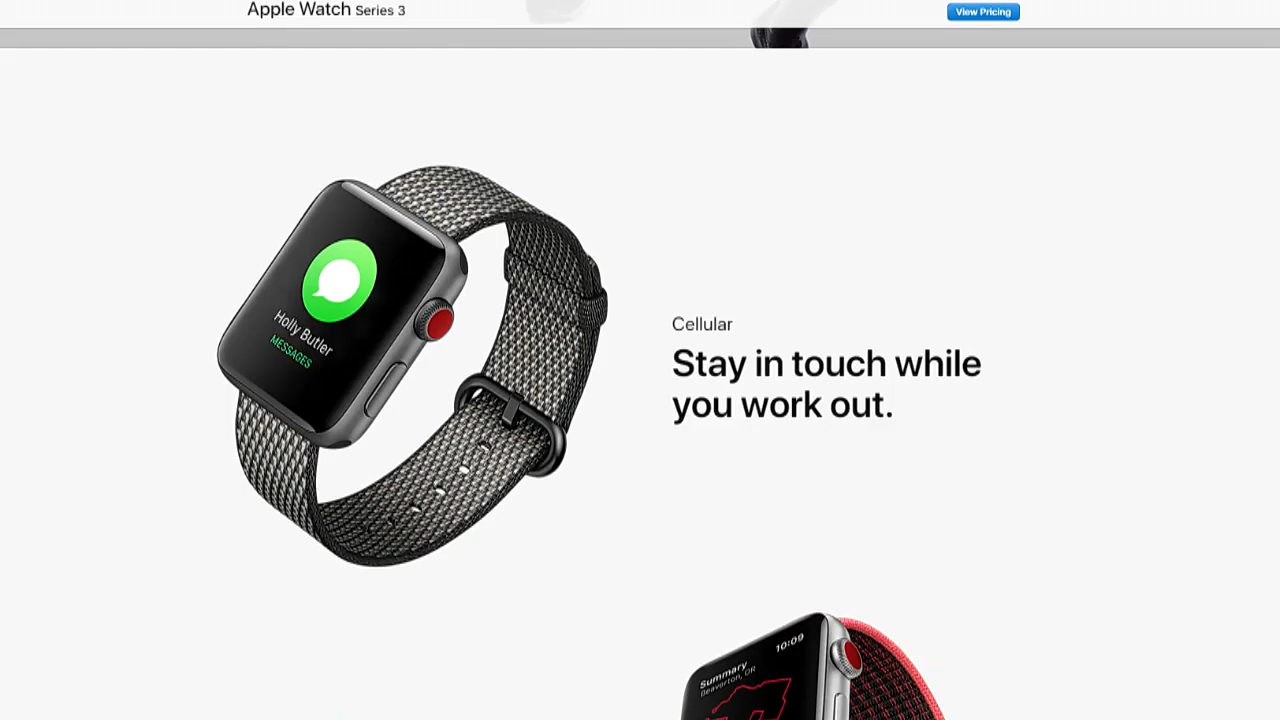 Apple Watch Series 3
View Pricing
Holly Butler
MESSAGES
Cellular
Stay in touch while
you work out.
10:09
Summary
Beaverton, OR